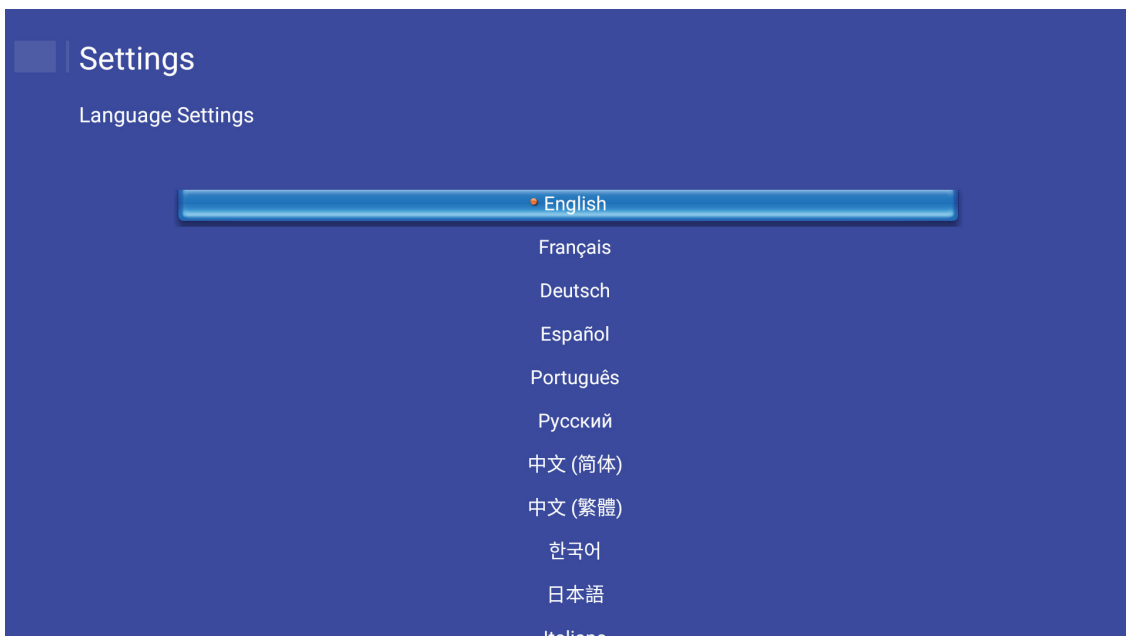 Settings
Language Settings
English
Français
Deutsch
Español
Português
Русский
中文 (简体)
中文 (繁體)
한국어
日本語